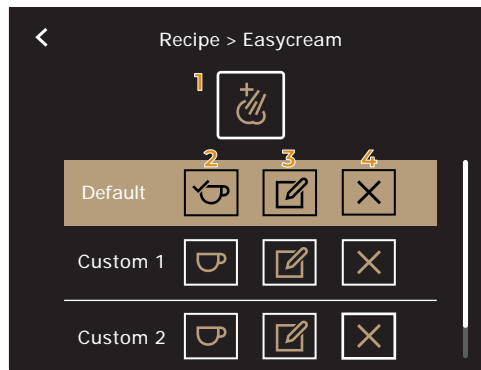 Recipe > Easycream
1
2 3 4
Default
Custom 1
Custom 2